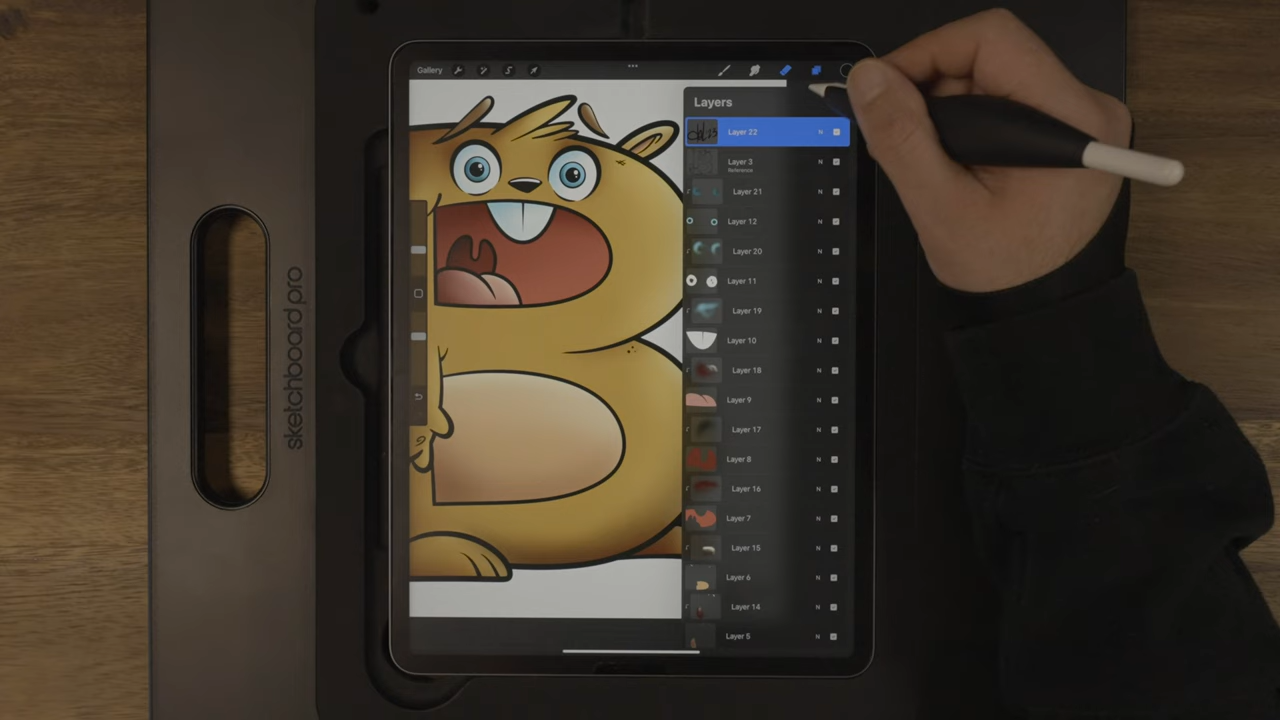 Gallery
Layers
Layer 22 N
Layer 3 N
Reference
Layer 21 N
Layer 12 N
Layer 20 N
Layer 11 N
Layer 19 N
Layer 10 N
Layer 18 N
Layer 9 N
Layer 17 N
Layer 8 N
Layer 16 N
Layer 7 N
Layer 15 N
Layer 6 N
Layer 14 N
Layer 5 N
sketchboard pro